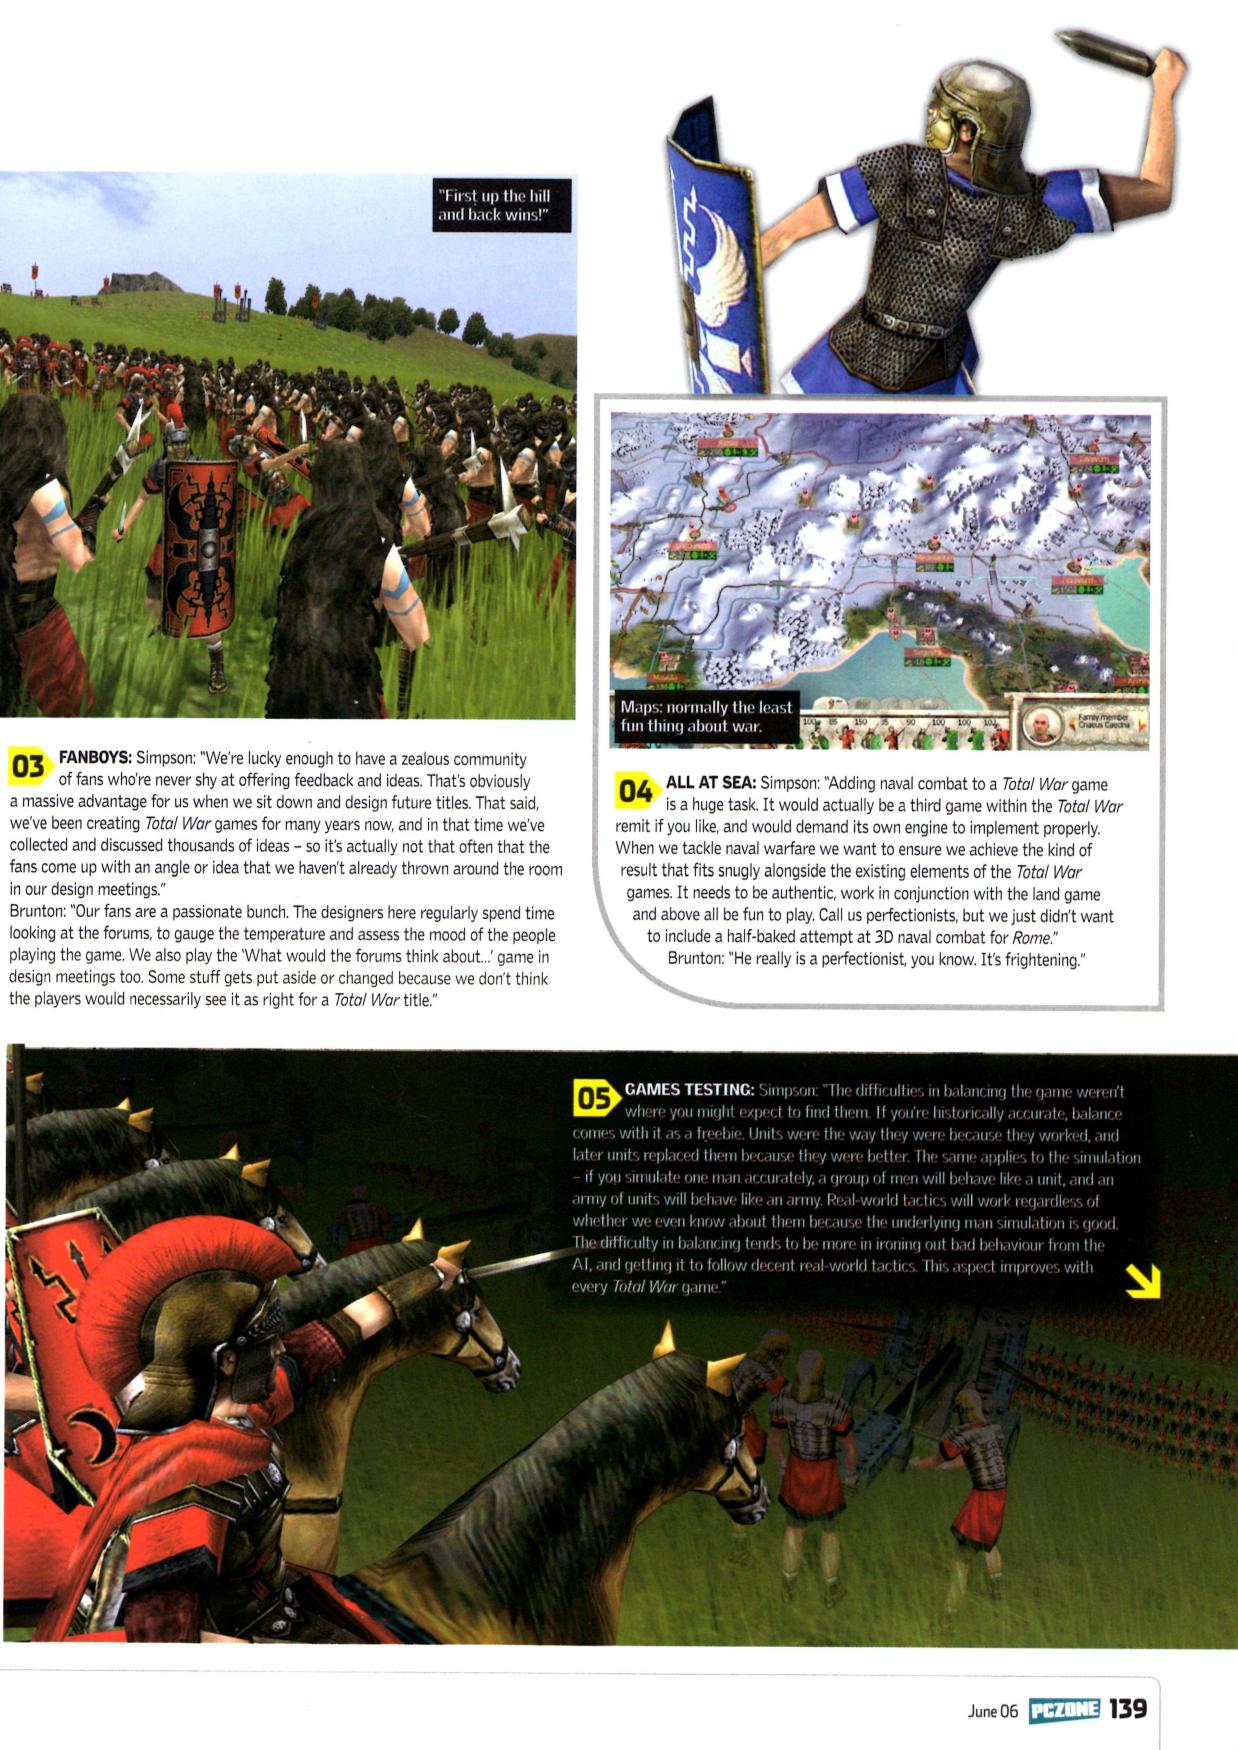 "First up the hill
and back wins!"
03 FANBOYS: Simpson: "We're lucky enough to have a zealous community
of fans who're never shy at offering feedback and ideas. That's obviously
a massive advantage for us when we sit down and design future titles. That said,
we've been creating Total War games for many years now, and in that time we've
collected and discussed thousands of ideas – so it's actually not that often that the
fans come up with an angle or idea that we haven't already thrown around the room
in our design meetings."
Brunton: "Our fans are a passionate bunch. The designers here regularly spend time
looking at the forums, to gauge the temperature and assess the mood of the people
playing the game. We also play the 'What would the forums think about...' game in
design meetings too. Some stuff gets put aside or changed because we don't think
the players would necessarily see it as right for a Total War title."
Maps: normally the least
fun thing about war.
Family member
04 ALL AT SEA: Simpson: "Adding naval combat to a Total War game
is a huge task. It would actually be a third game within the Total War
remit if you like, and would demand its own engine to implement properly.
When we tackle naval warfare we want to ensure we achieve the kind of
result that fits snugly alongside the existing elements of the Total War
games. It needs to be authentic, work in conjunction with the land game
and above all be fun to play. Call us perfectionists, but we just didn't want
to include a half-baked attempt at 3D naval combat for Rome."
Brunton: "He really is a perfectionist, you know. It's frightening."
05 GAMES TESTING: Simpson: "The difficulties in balancing the game weren't
where you might expect to find them. If you're historically accurate, balance
comes with it as a freebie. Units were the way they were because they worked, and
later units replaced them because they were better. The same applies to the simulation
– if you simulate one man accurately, a group of men will behave like a unit, and an
army of units will behave like an army. Real-world tactics will work regardless of
whether we even know about them because the underlying man simulation is good.
The difficulty in balancing tends to be more in ironing out bad behaviour from the
AI, and getting it to follow decent real-world tactics. This aspect improves with
every Total War game."
June 06 PCZONE 139